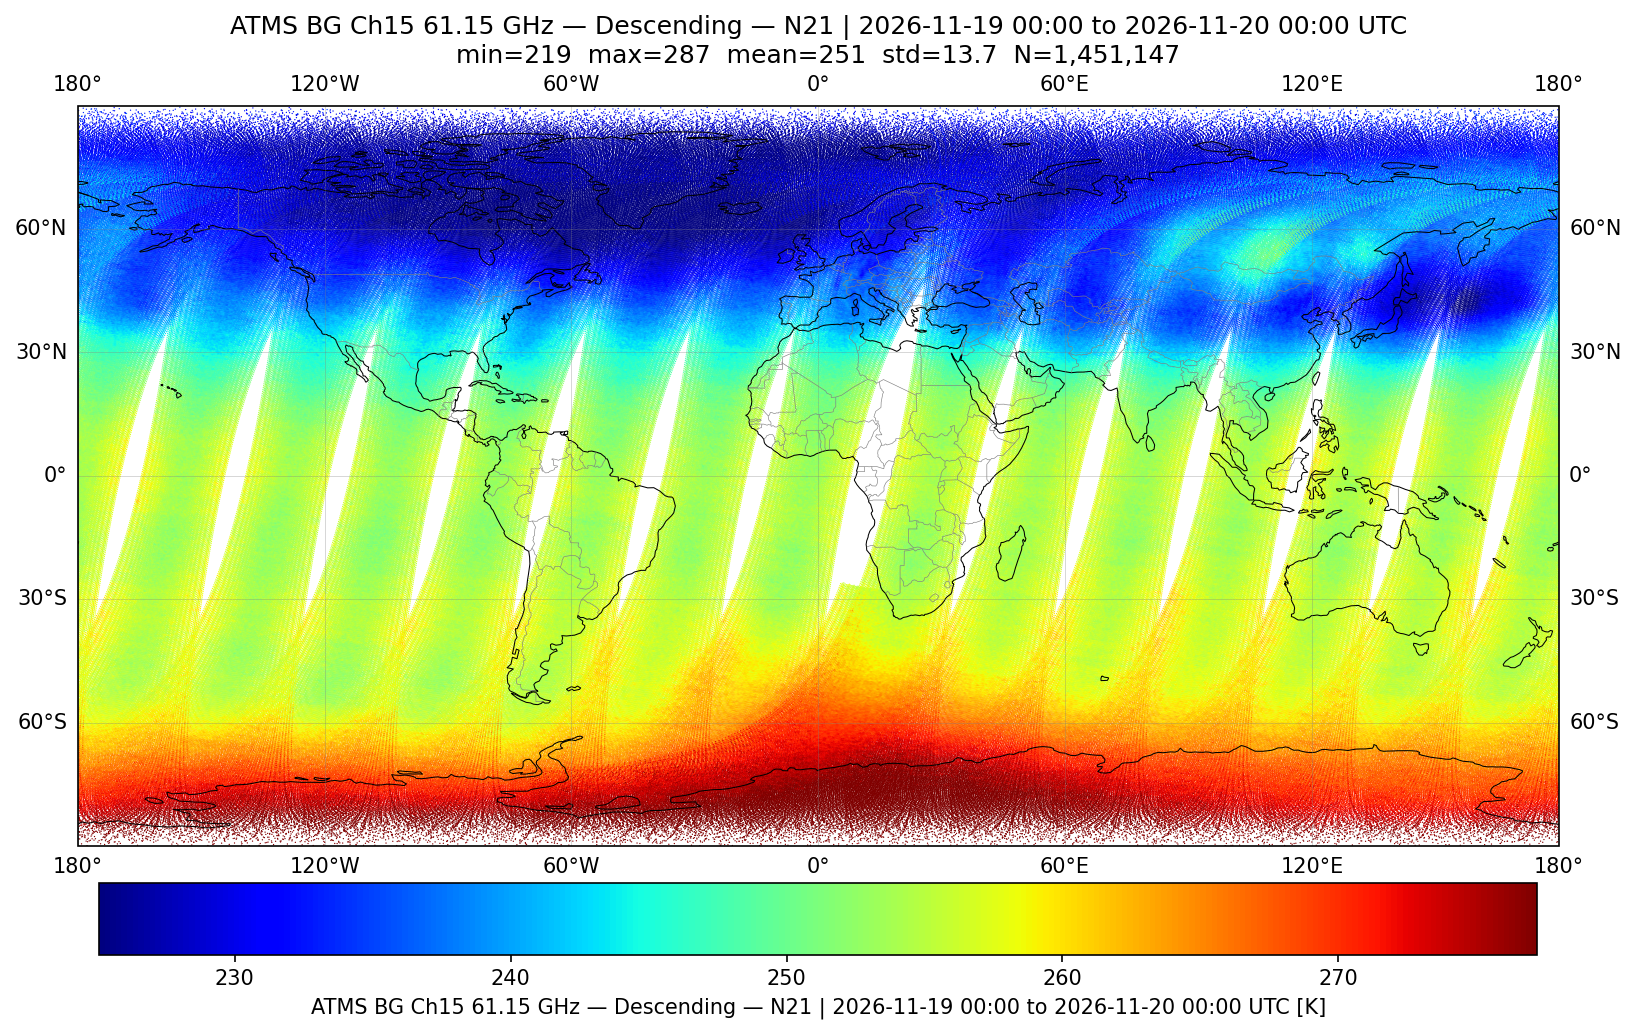 ATMS BG Ch15 61.15 GHz — Descending — N21 | 2026-11-19 00:00 to 2026-11-20 00:00 UTC
min=219 max=287 mean=251 std=13.7 N=1,451,147
180° 120°W 60°W 0° 60°E 120°E 180°
60°N 60°N
30°N 30°N
0° 0°
30°S 30°S
60°S 60°S
180° 120°W 60°W 0° 60°E 120°E 180°
230 240 250 260 270
ATMS BG Ch15 61.15 GHz — Descending — N21 | 2026-11-19 00:00 to 2026-11-20 00:00 UTC [K]